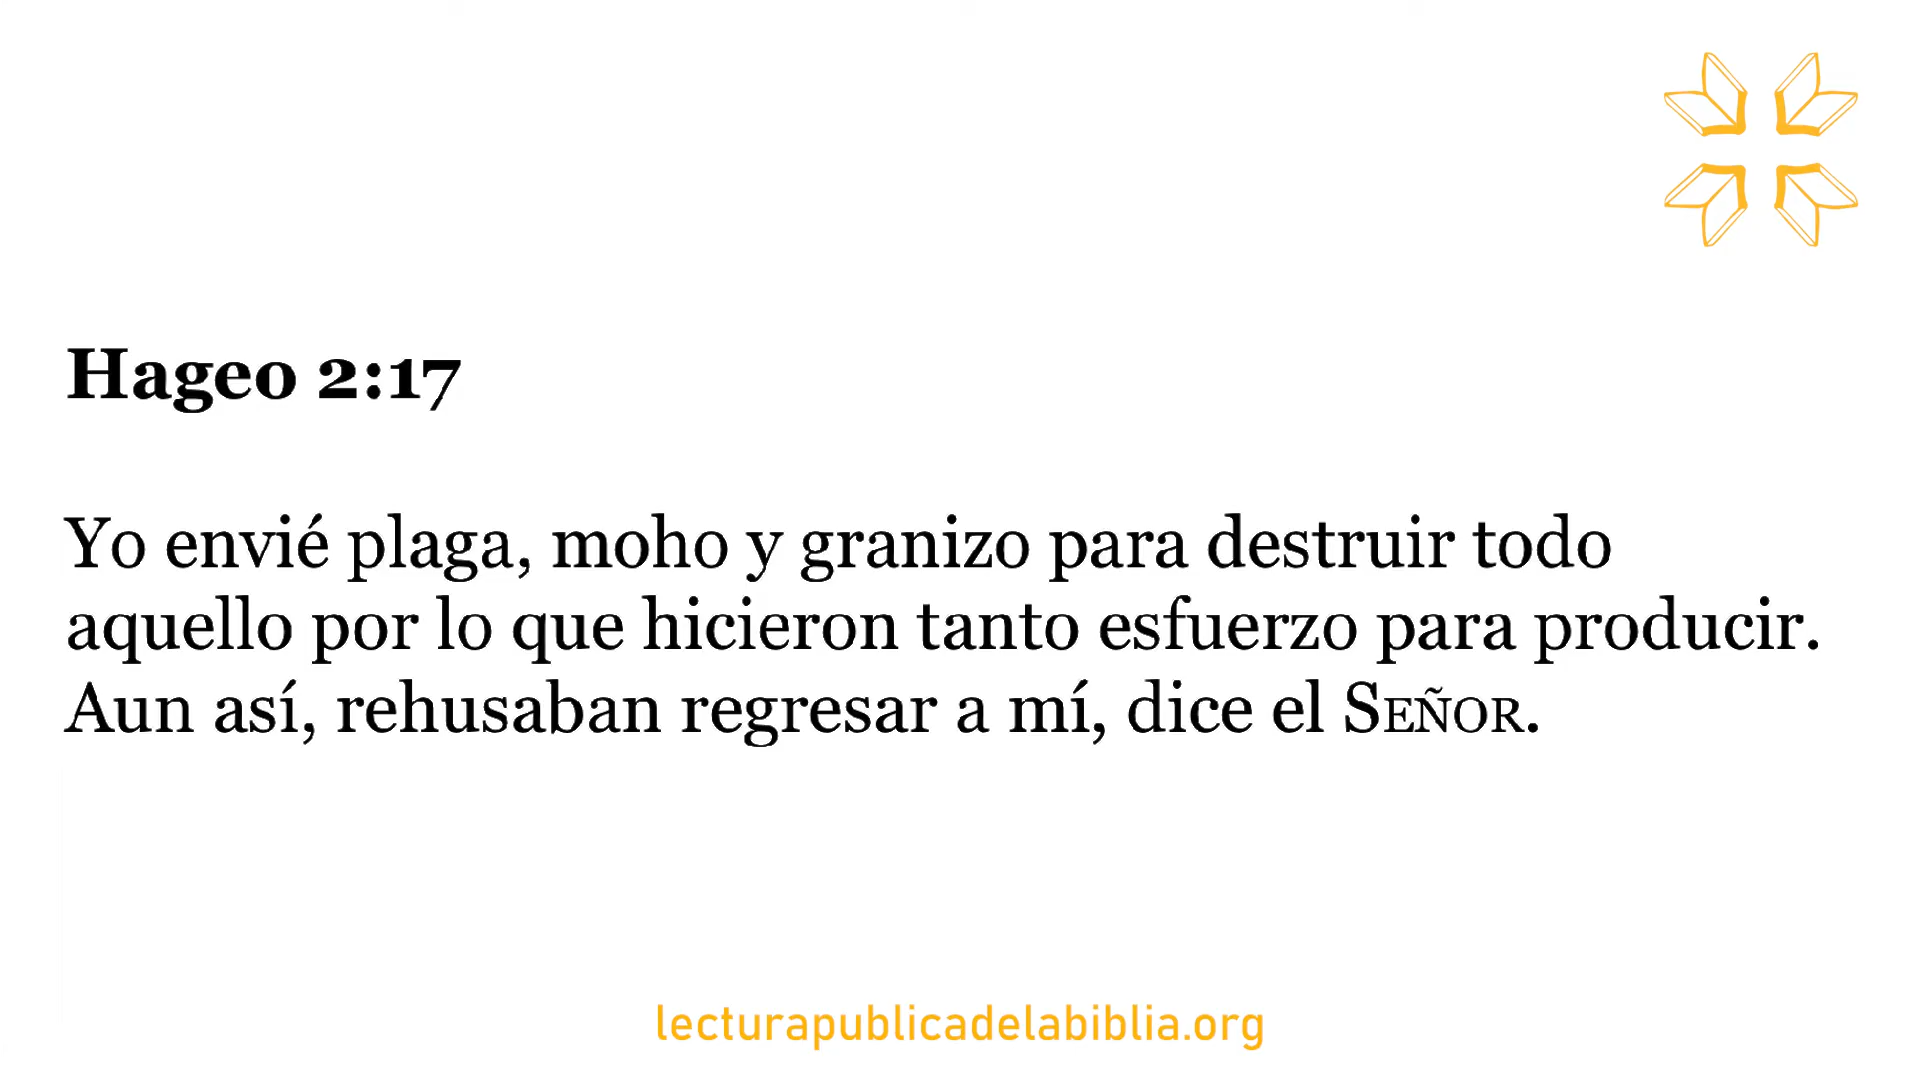 Hageo 2:17
Yo envié plaga, moho y granizo para destruir todo
aquello por lo que hicieron tanto esfuerzo para producir.
Aun así, rehusaban regresar a mí, dice el SEÑOR.
lecturapublicadelabiblia.org